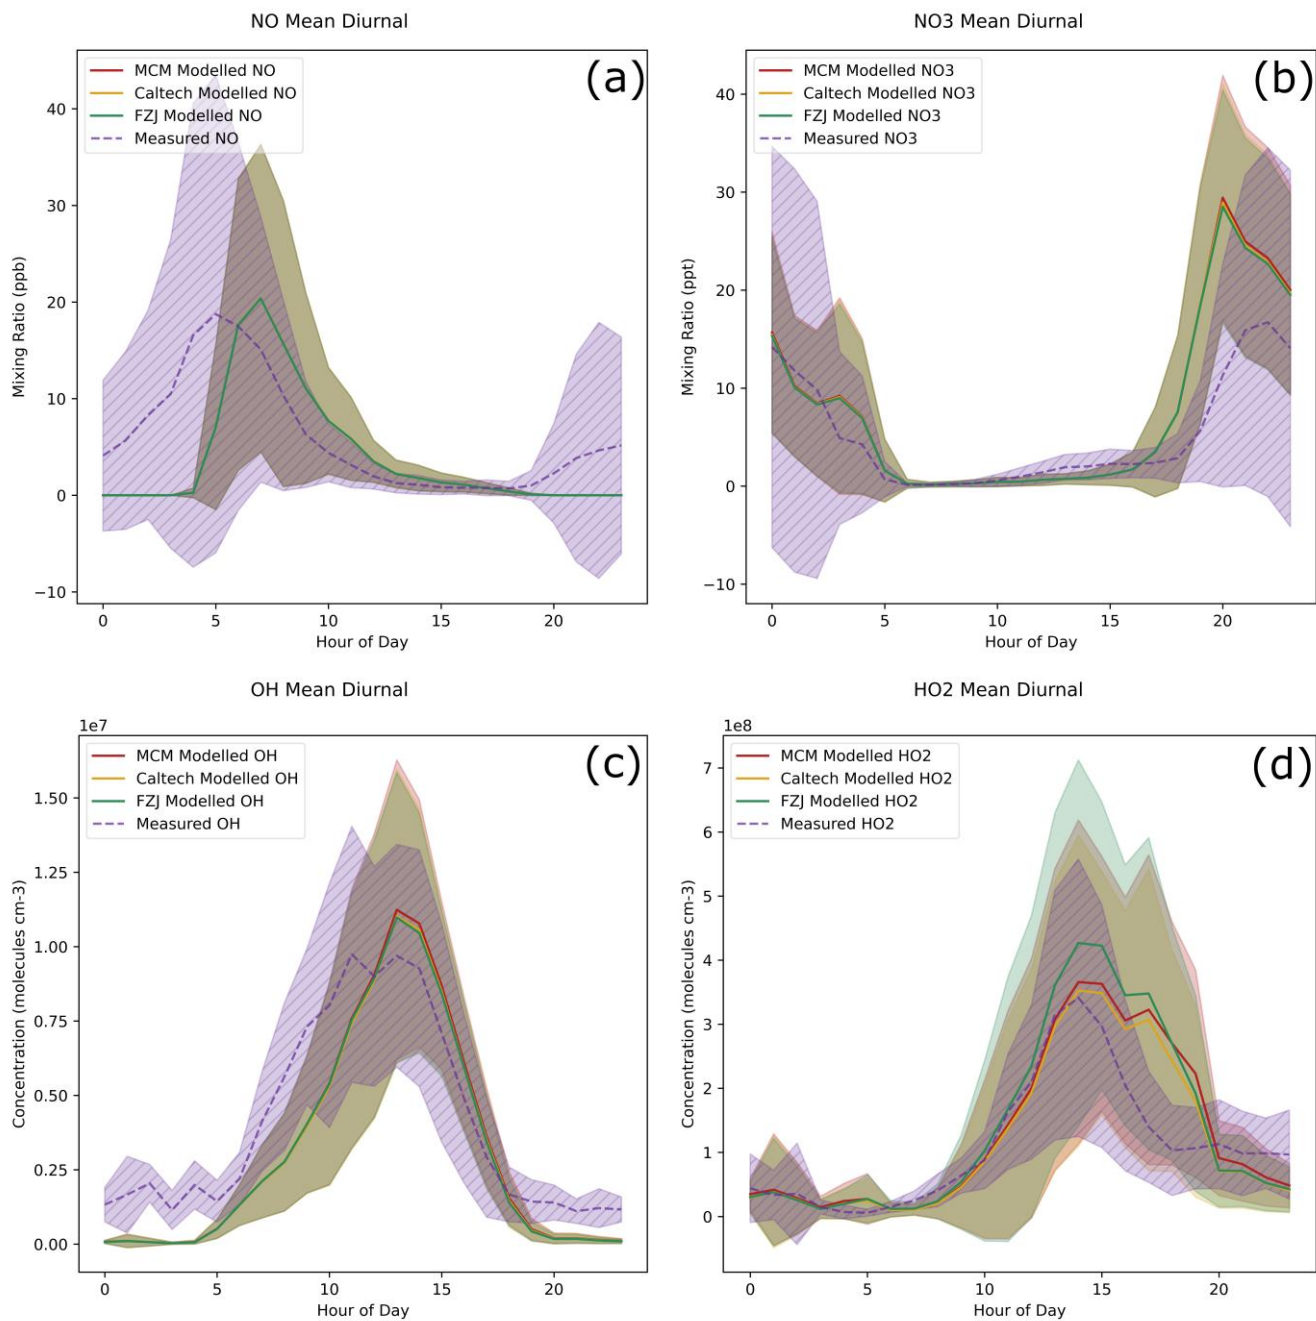 NO Mean Diurnal
(a)
MCM Modelled NO
Caltech Modelled NO
FZJ Modelled NO
Measured NO
Mixing Ratio (ppb)
40
30
20
10
0
−10
0
5
10
15
20
Hour of Day
NO3 Mean Diurnal
(b)
MCM Modelled NO3
Caltech Modelled NO3
FZJ Modelled NO3
Measured NO3
Mixing Ratio (ppt)
40
30
20
10
0
−10
0
5
10
15
20
Hour of Day
OH Mean Diurnal
1e7
(c)
MCM Modelled OH
Caltech Modelled OH
FZJ Modelled OH
Measured OH
Concentration (molecules cm-3)
1.50
1.25
1.00
0.75
0.50
0.25
0.00
0
5
10
15
20
Hour of Day
HO2 Mean Diurnal
1e8
(d)
MCM Modelled HO2
Caltech Modelled HO2
FZJ Modelled HO2
Measured HO2
Concentration (molecules cm-3)
7
6
5
4
3
2
1
0
0
5
10
15
20
Hour of Day